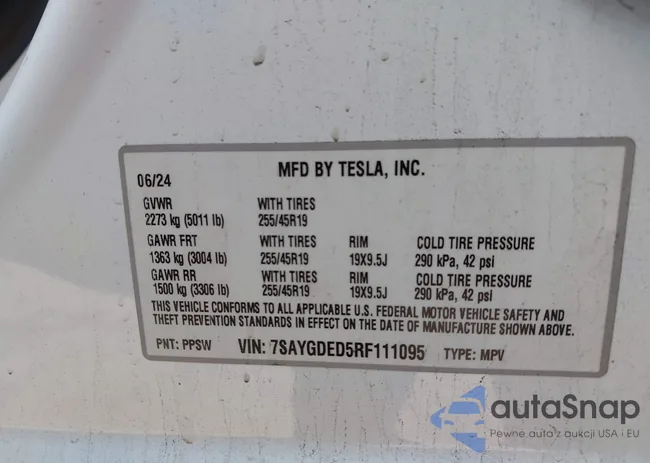 MFD BY TESLA, INC.
06/24
GVWR WITH TIRES
2273 kg (5011 lb) 255/45R19
GAWR FRT WITH TIRES RIM COLD TIRE PRESSURE
1363 kg (3004 lb) 255/45R19 19X9.5J 290 kPa, 42 psi
GAWR RR WITH TIRES RIM COLD TIRE PRESSURE
1500 kg (3306 lb) 255/45R19 19X9.5J 290 kPa, 42 psi
THIS VEHICLE CONFORMS TO ALL APPLICABLE U.S. FEDERAL MOTOR VEHICLE SAFETY AND
THEFT PREVENTION STANDARDS IN EFFECT ON THE DATE OF MANUFACTURE SHOWN ABOVE.
PNT: PPSW VIN: 7SAYGDED5RF111095 TYPE: MPV
autaSnap
Pewne auta z aukcji USA i EU